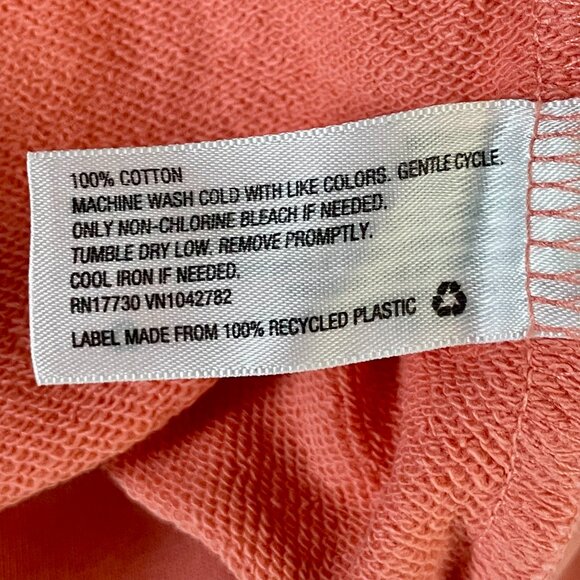 100% COTTON
MACHINE WASH COLD WITH LIKE COLORS. GENTLE CYCLE.
ONLY NON-CHLORINE BLEACH IF NEEDED.
TUMBLE DRY LOW. REMOVE PROMPTLY.
COOL IRON IF NEEDED.
RN17730 VN1042782
LABEL MADE FROM 100% RECYCLED PLASTIC